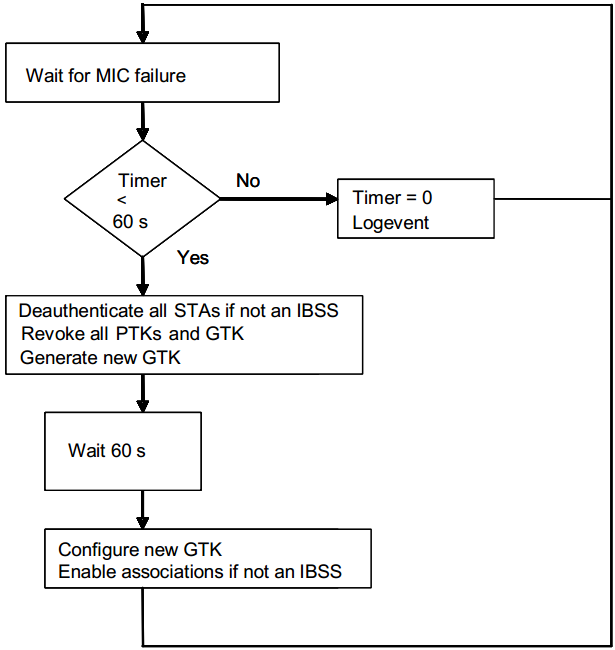 Wait for MIC failure
Timer
<
60 s
No
Timer = 0
Logevent
Yes
Deauthenticate all STAs if not an IBSS
Revoke all PTKs and GTK
Generate new GTK
Wait 60 s
Configure new GTK
Enable associations if not an IBSS